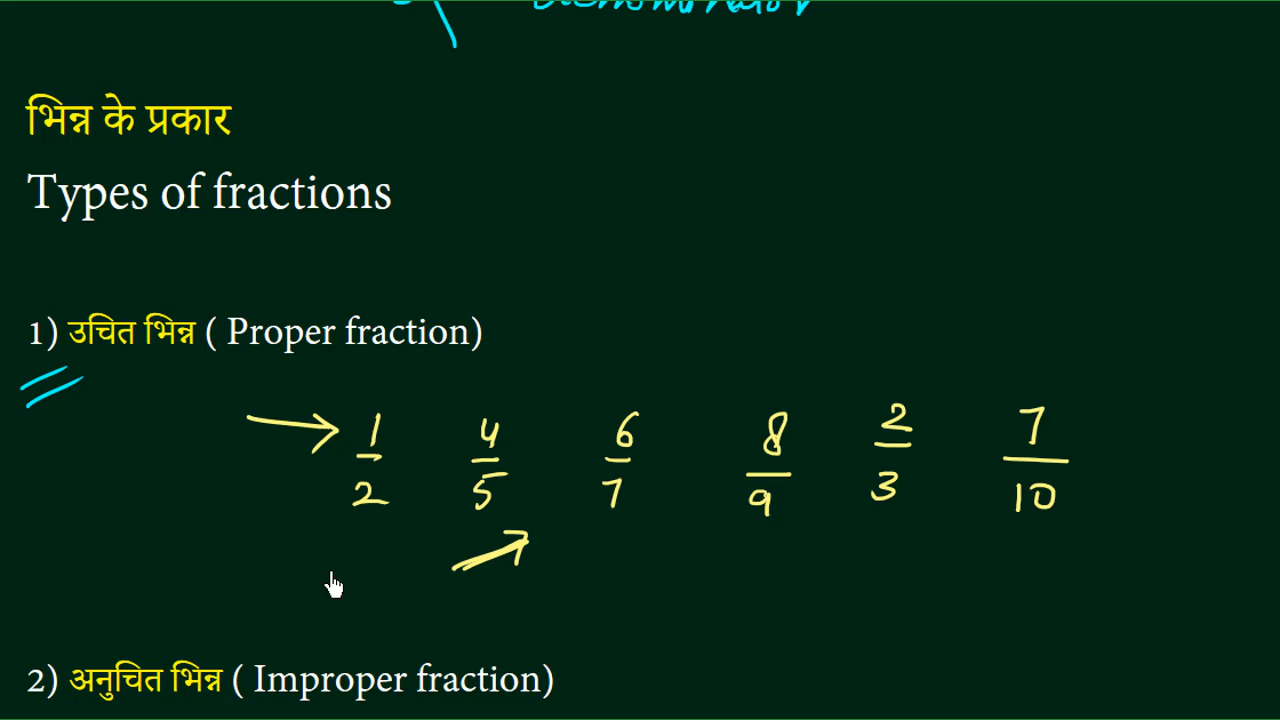 denominator
भिन्न के प्रकार
Types of fractions
1) उचित भिन्न ( Proper fraction)
1/2 4/5 6/7 8/9 2/3 7/10
2) अनुचित भिन्न ( Improper fraction)